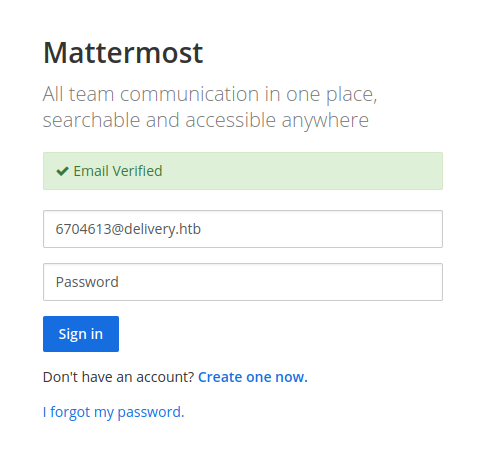 Mattermost
All team communication in one place,
searchable and accessible anywhere
Email Verified
6704613@delivery.htb
Password
Sign in
Don't have an account? Create one now.
I forgot my password.